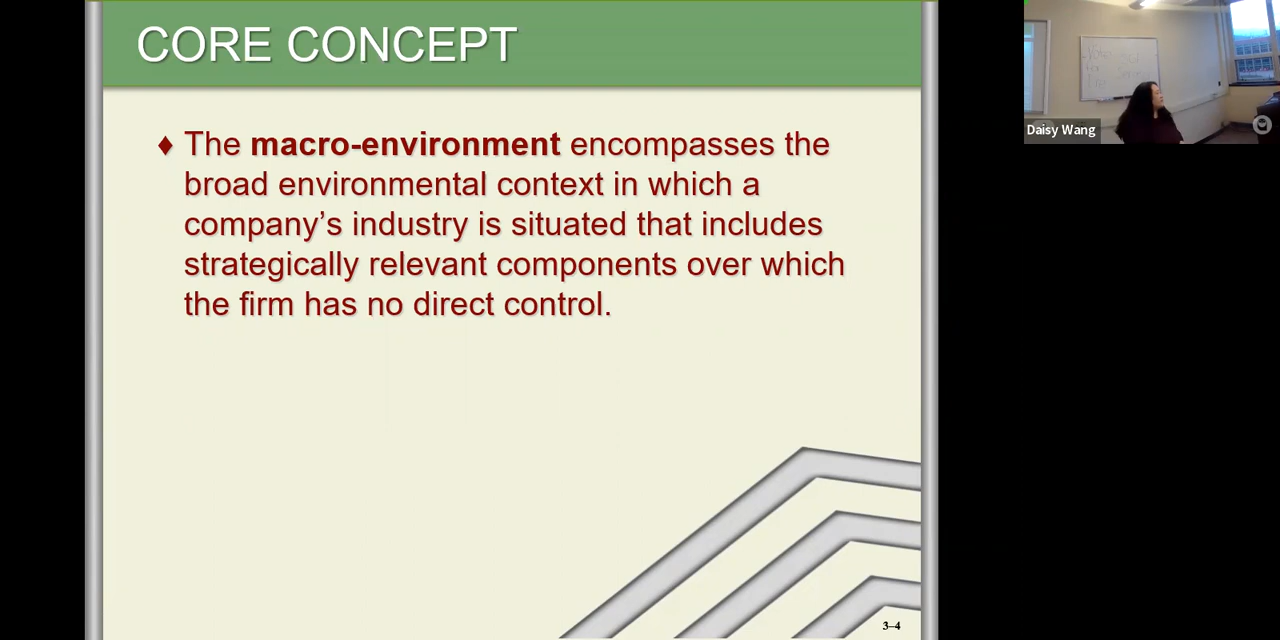 CORE CONCEPT
♦ The macro-environment encompasses the
broad environmental context in which a
company’s industry is situated that includes
strategically relevant components over which
the firm has no direct control.
3–4
Daisy Wang